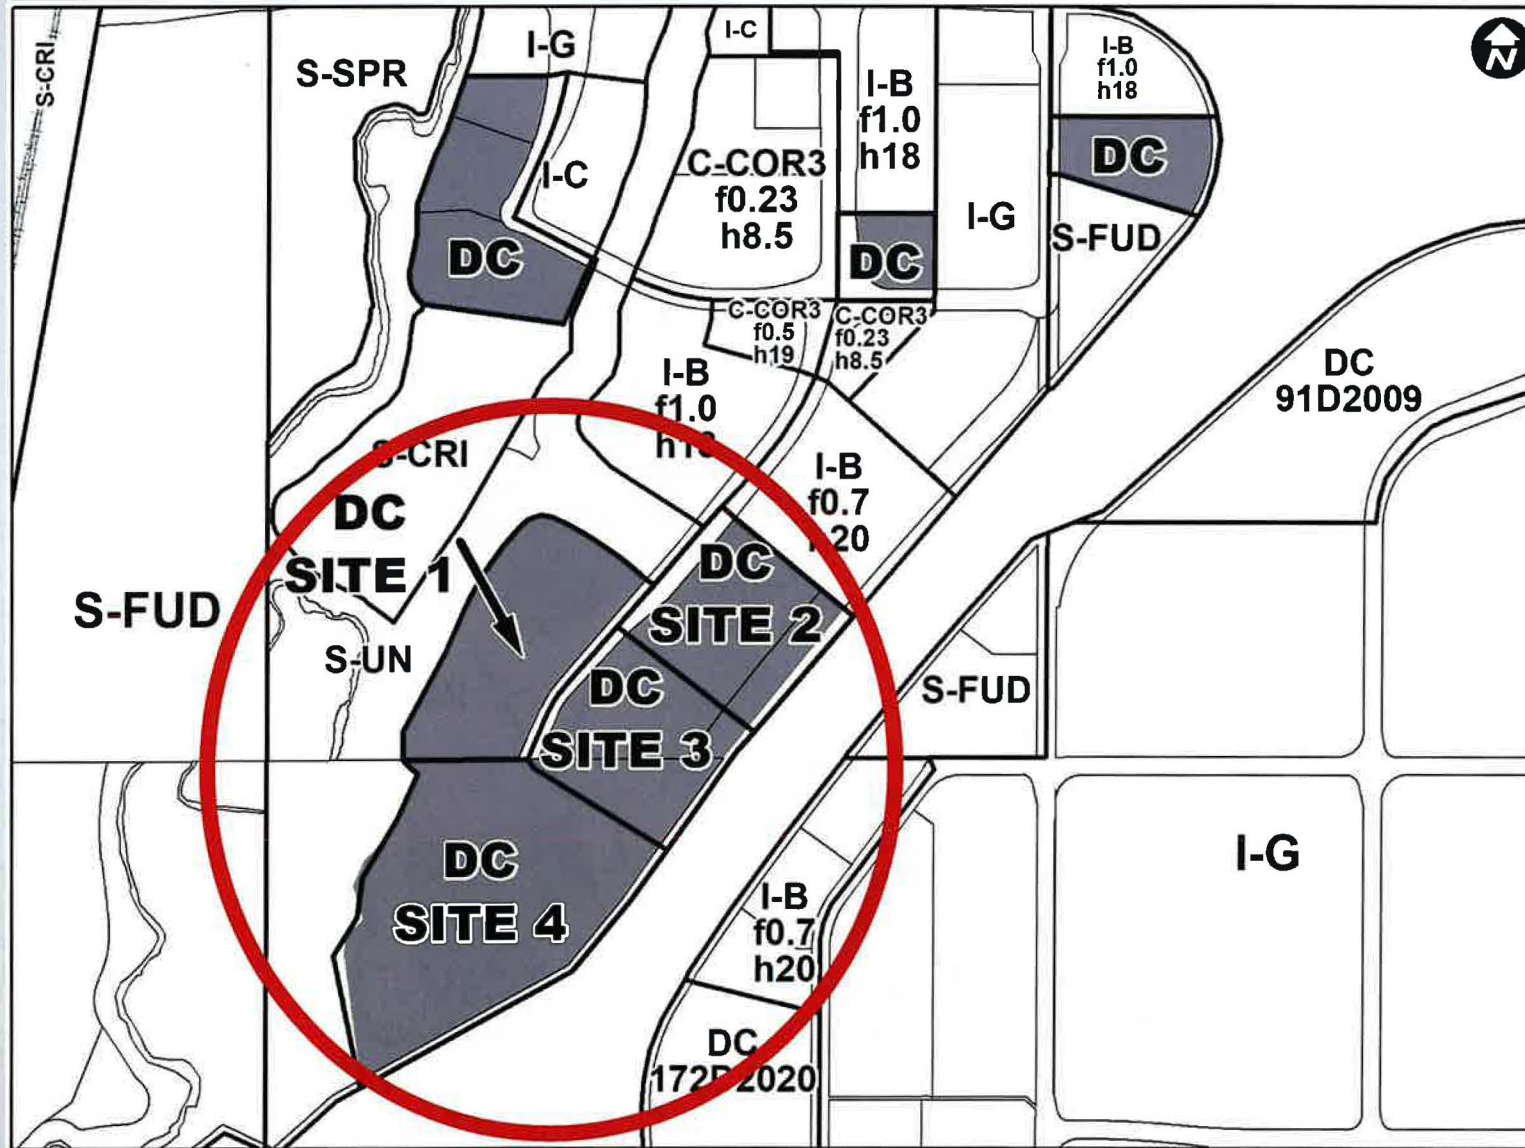 S-CRI
S-SPR
I-G
I-C
I-B
f1.0
h18
I-B
f1.0
h18
N
I-C
C-COR3
f0.23
h8.5
DC
I-G
DC
DC
S-FUD
C-COR3
f0.5
h19
C-COR3
f0.23
h8.5
I-B
f1.0
DC
91D2009
S-CRI
I-B
f0.7
DC
SITE 1
DC
SITE 2
S-FUD
S-UN
DC
SITE 3
S-FUD
DC
SITE 4
I-B
f0.7
h20
I-G
DC
172D2020